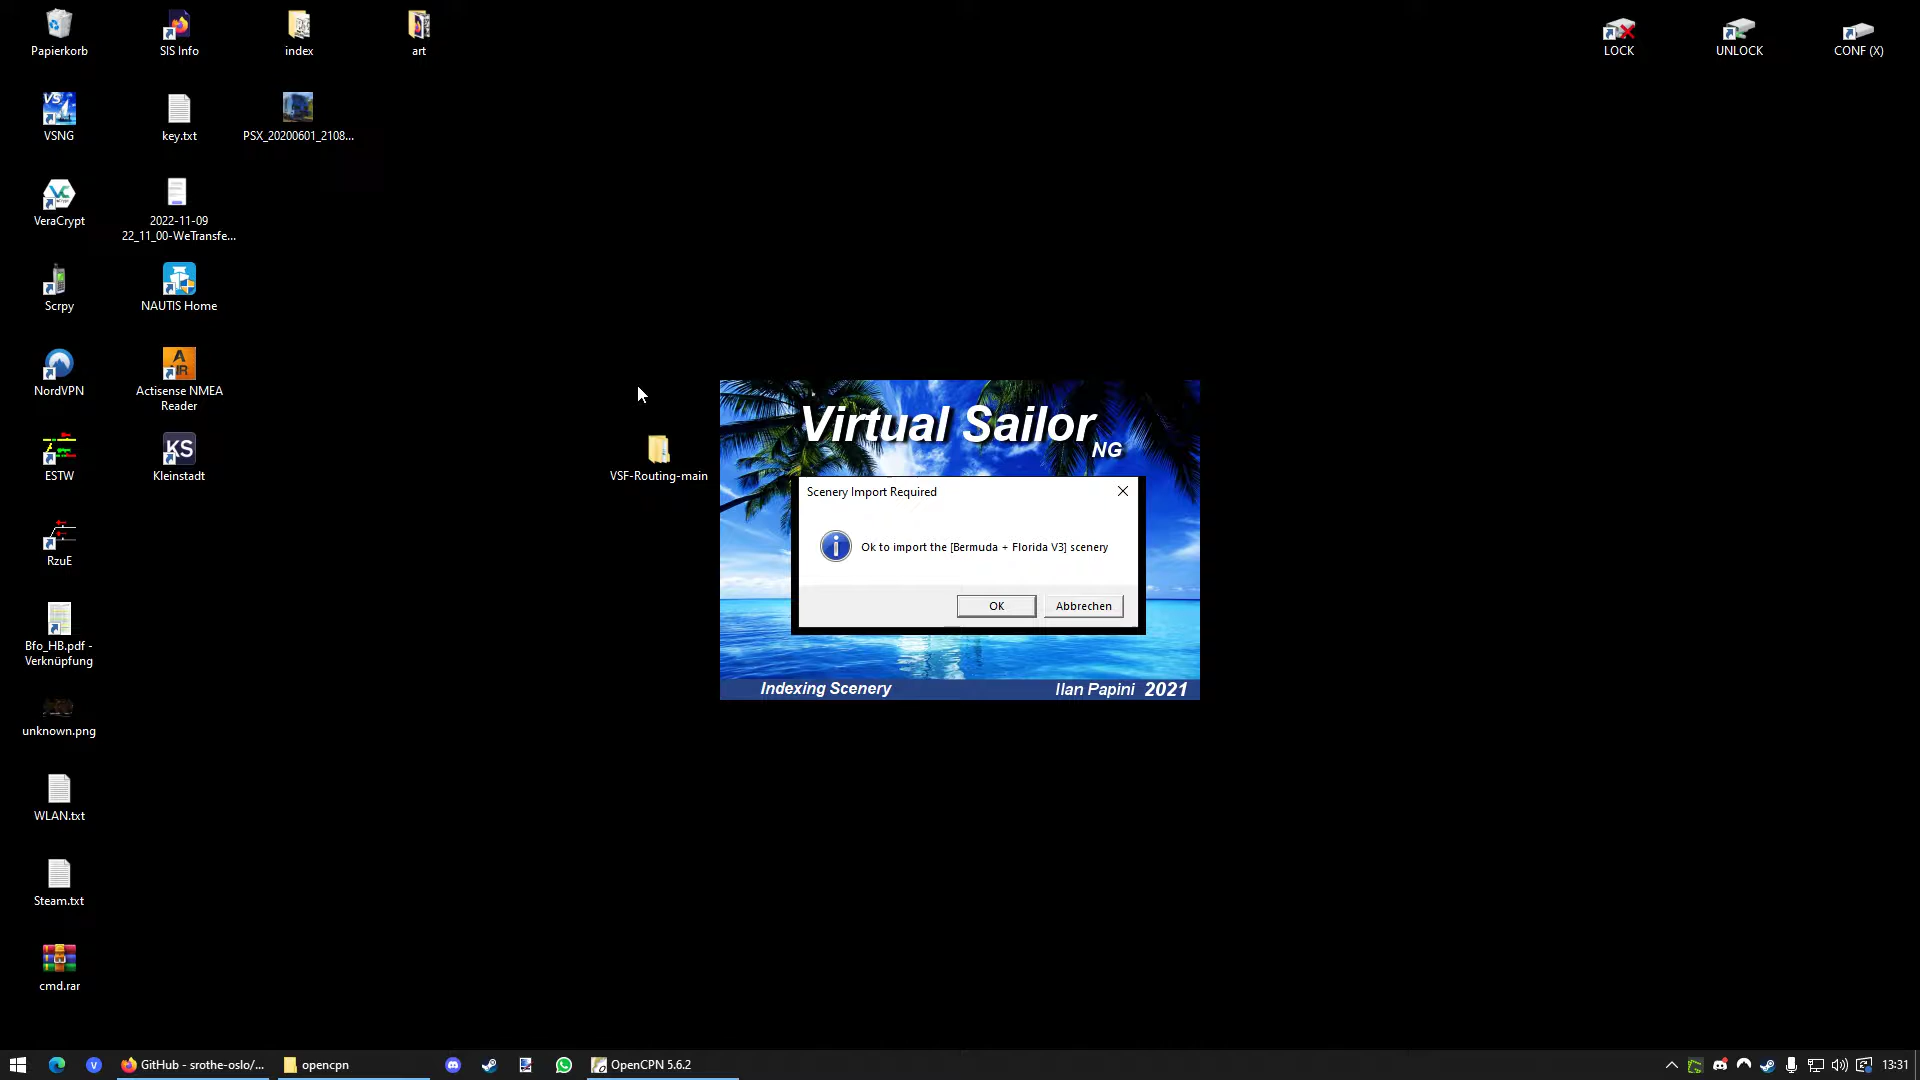 Papierkorb
SIS Info
index
art
LOCK
UNLOCK
CONF (X)
VS
VSNG
key.txt
PSX_20200601_2108...
VC
VeraCrypt
2022-11-09
22_11_00-WeTransfe...
Scrpy
NAUTIS Home
A
AIR
NordVPN
Actisense NMEA
Reader
ESTW
KS
Kleinstadt
VSF-Routing-main
Virtual Sailor
NG
Scenery Import Required
Ok to import the [Bermuda + Florida V3] scenery
OK
Abbrechen
Indexing Scenery
Ilan Papini 2021
RzuE
Bfo_HB.pdf -
Verknüpfung
unknown.png
WLAN.txt
Steam.txt
cmd.rar
GitHub - srothe-oslo/...
opencpn
OpenCPN 5.6.2
13:31